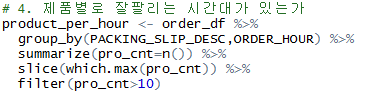 # 4. 제품별로 잘팔리는 시간대가 있는가
product_per_hour <- order_df %>%
  group_by(PACKING_SLIP_DESC,ORDER_HOUR) %>%
  summarize(pro_cnt=n()) %>%
  slice(which.max(pro_cnt)) %>%
  filter(pro_cnt>10)